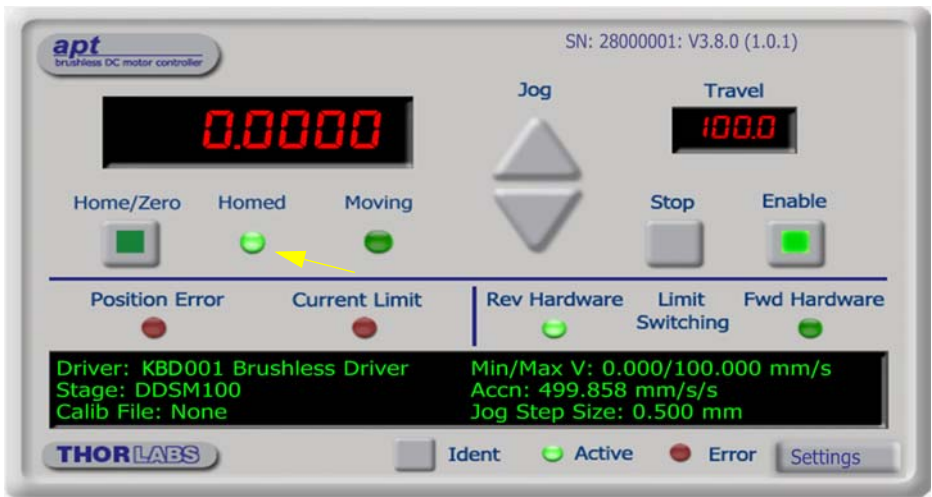 apt
brushless DC motor controller
SN: 28000001: V3.8.0 (1.0.1)
0.0000
Jog
Travel
100.0
Home/Zero
Homed
Moving
Stop
Enable
Position Error
Current Limit
Rev Hardware
Limit
Switching
Fwd Hardware
Driver: KBD001 Brushless Driver
Stage: DDSM100
Calib File: None
Min/Max V: 0.000/100.000 mm/s
Accn: 499.858 mm/s/s
Jog Step Size: 0.500 mm
THORLABS
Ident
Active
Error
Settings